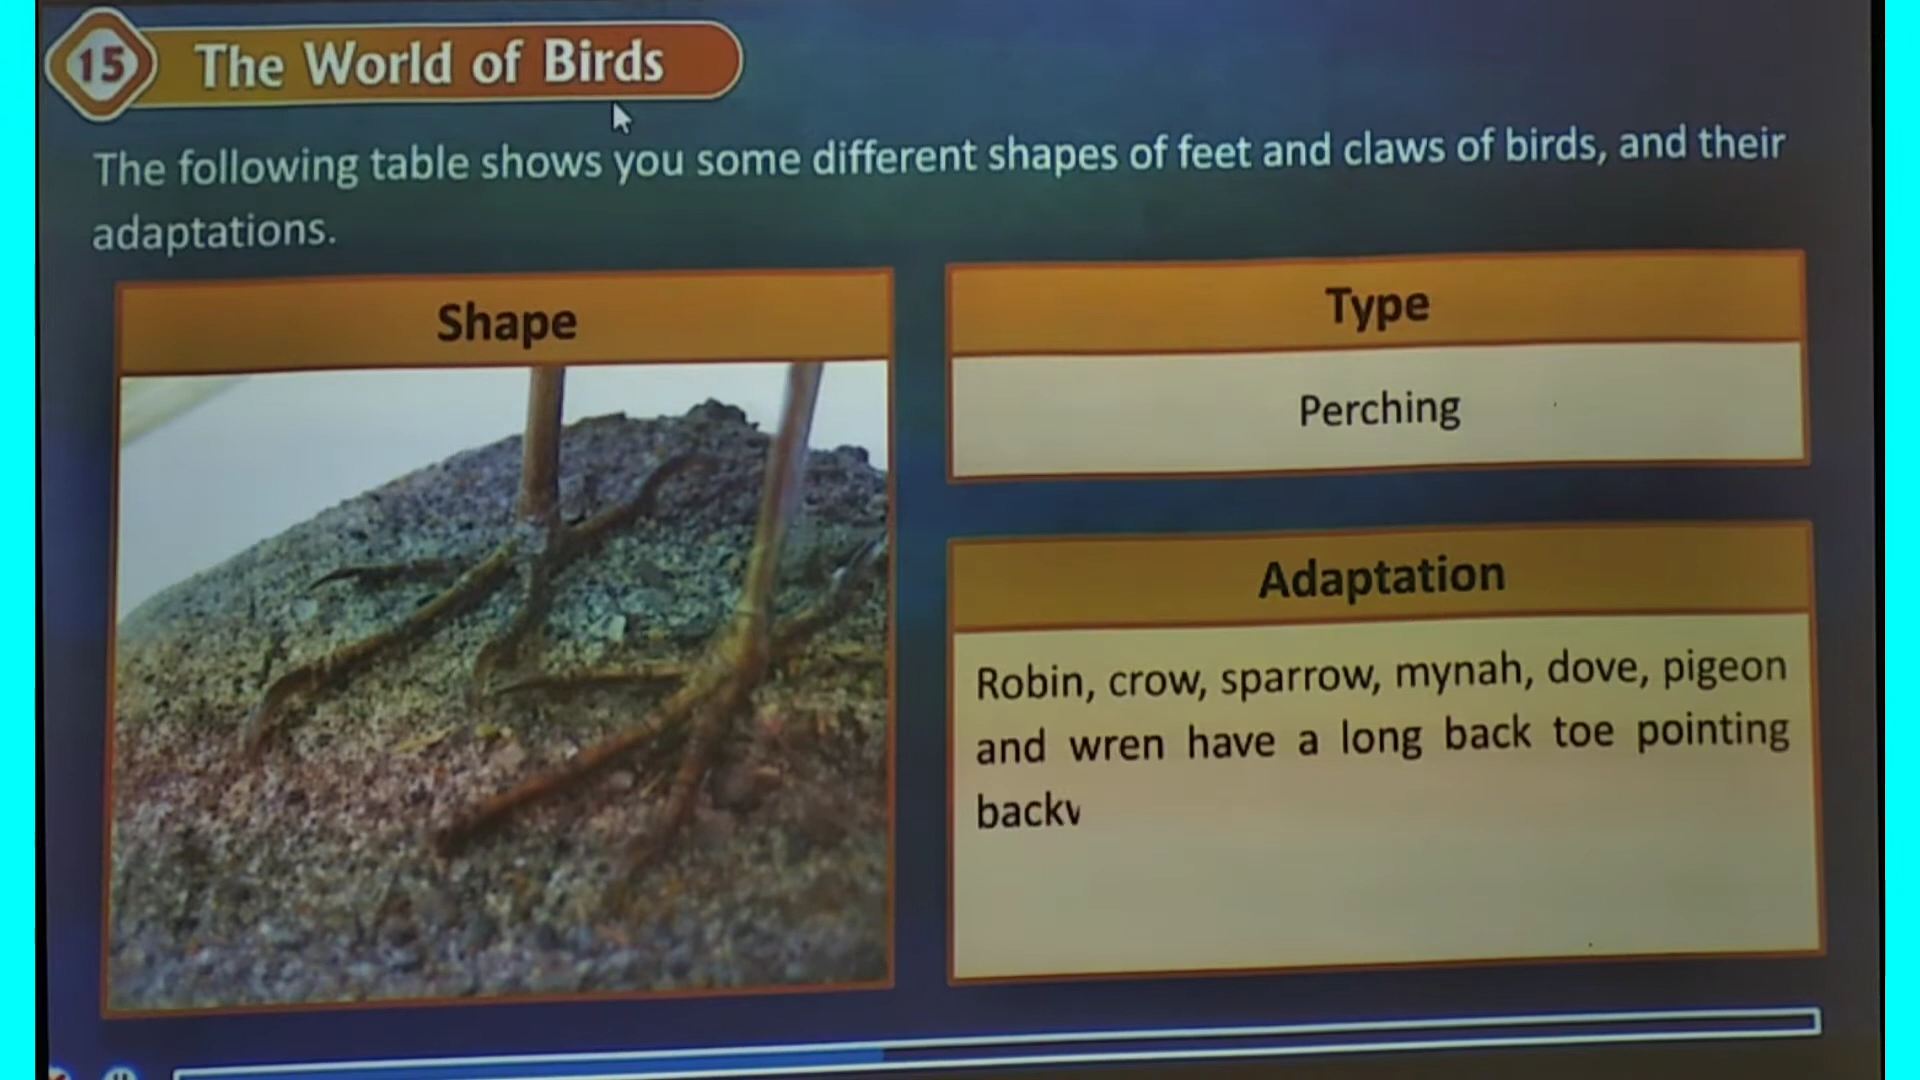 15 The World of Birds
The following table shows you some different shapes of feet and claws of birds, and their
adaptations.
Shape
Type
Perching
Adaptation
Robin, crow, sparrow, mynah, dove, pigeon
and wren have a long back toe pointing
backv